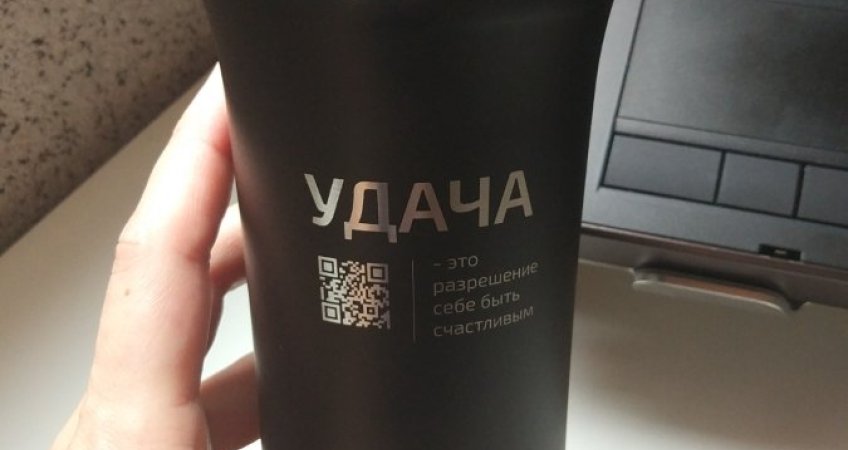 УДАЧА
- это
разрешение
себе быть
счастливым